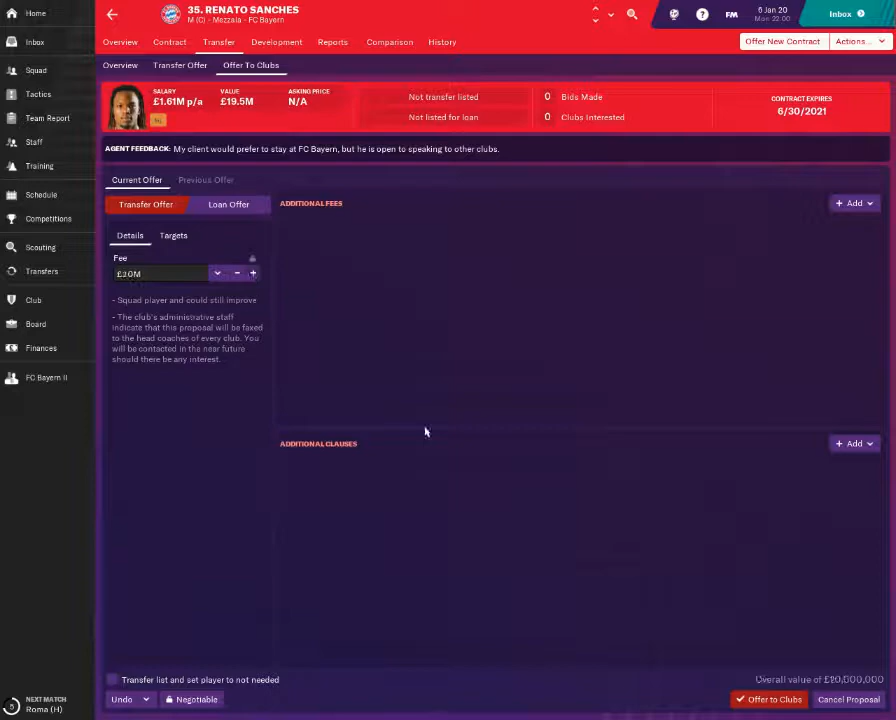 Home
Inbox
Squad
Tactics
Team Report
Staff
Training
Schedule
Competitions
Scouting
Transfers
Club
Board
Finances
FC Bayern II
NEXT MATCH
Roma (H)
35. RENATO SANCHES
M (C) - Mezzala - FC Bayern
FM
6 Jan 20
Mon 22:00
Inbox
Overview Contract Transfer Development Reports Comparison History
Offer New Contract Actions...
Overview Transfer Offer Offer To Clubs
SALARY
£1.61M p/a
VALUE
£19.5M
ASKING PRICE
N/A
Not transfer listed
Not listed for loan
0 Bids Made
0 Clubs Interested
CONTRACT EXPIRES
6/30/2021
AGENT FEEDBACK: My client would prefer to stay at FC Bayern, but he is open to speaking to other clubs.
Current Offer Previous Offer
Transfer Offer Loan Offer
Details Targets
Fee
- +
- Squad player and could still improve
- The club's administrative staff
indicate that this proposal will be faxed
to the head coaches of every club. You
will be contacted in the near future
should there be any interest.
ADDITIONAL FEES
+ Add
ADDITIONAL CLAUSES
+ Add
Transfer list and set player to not needed
Overall value of
Undo Negotiable
Offer to Clubs Cancel Proposal